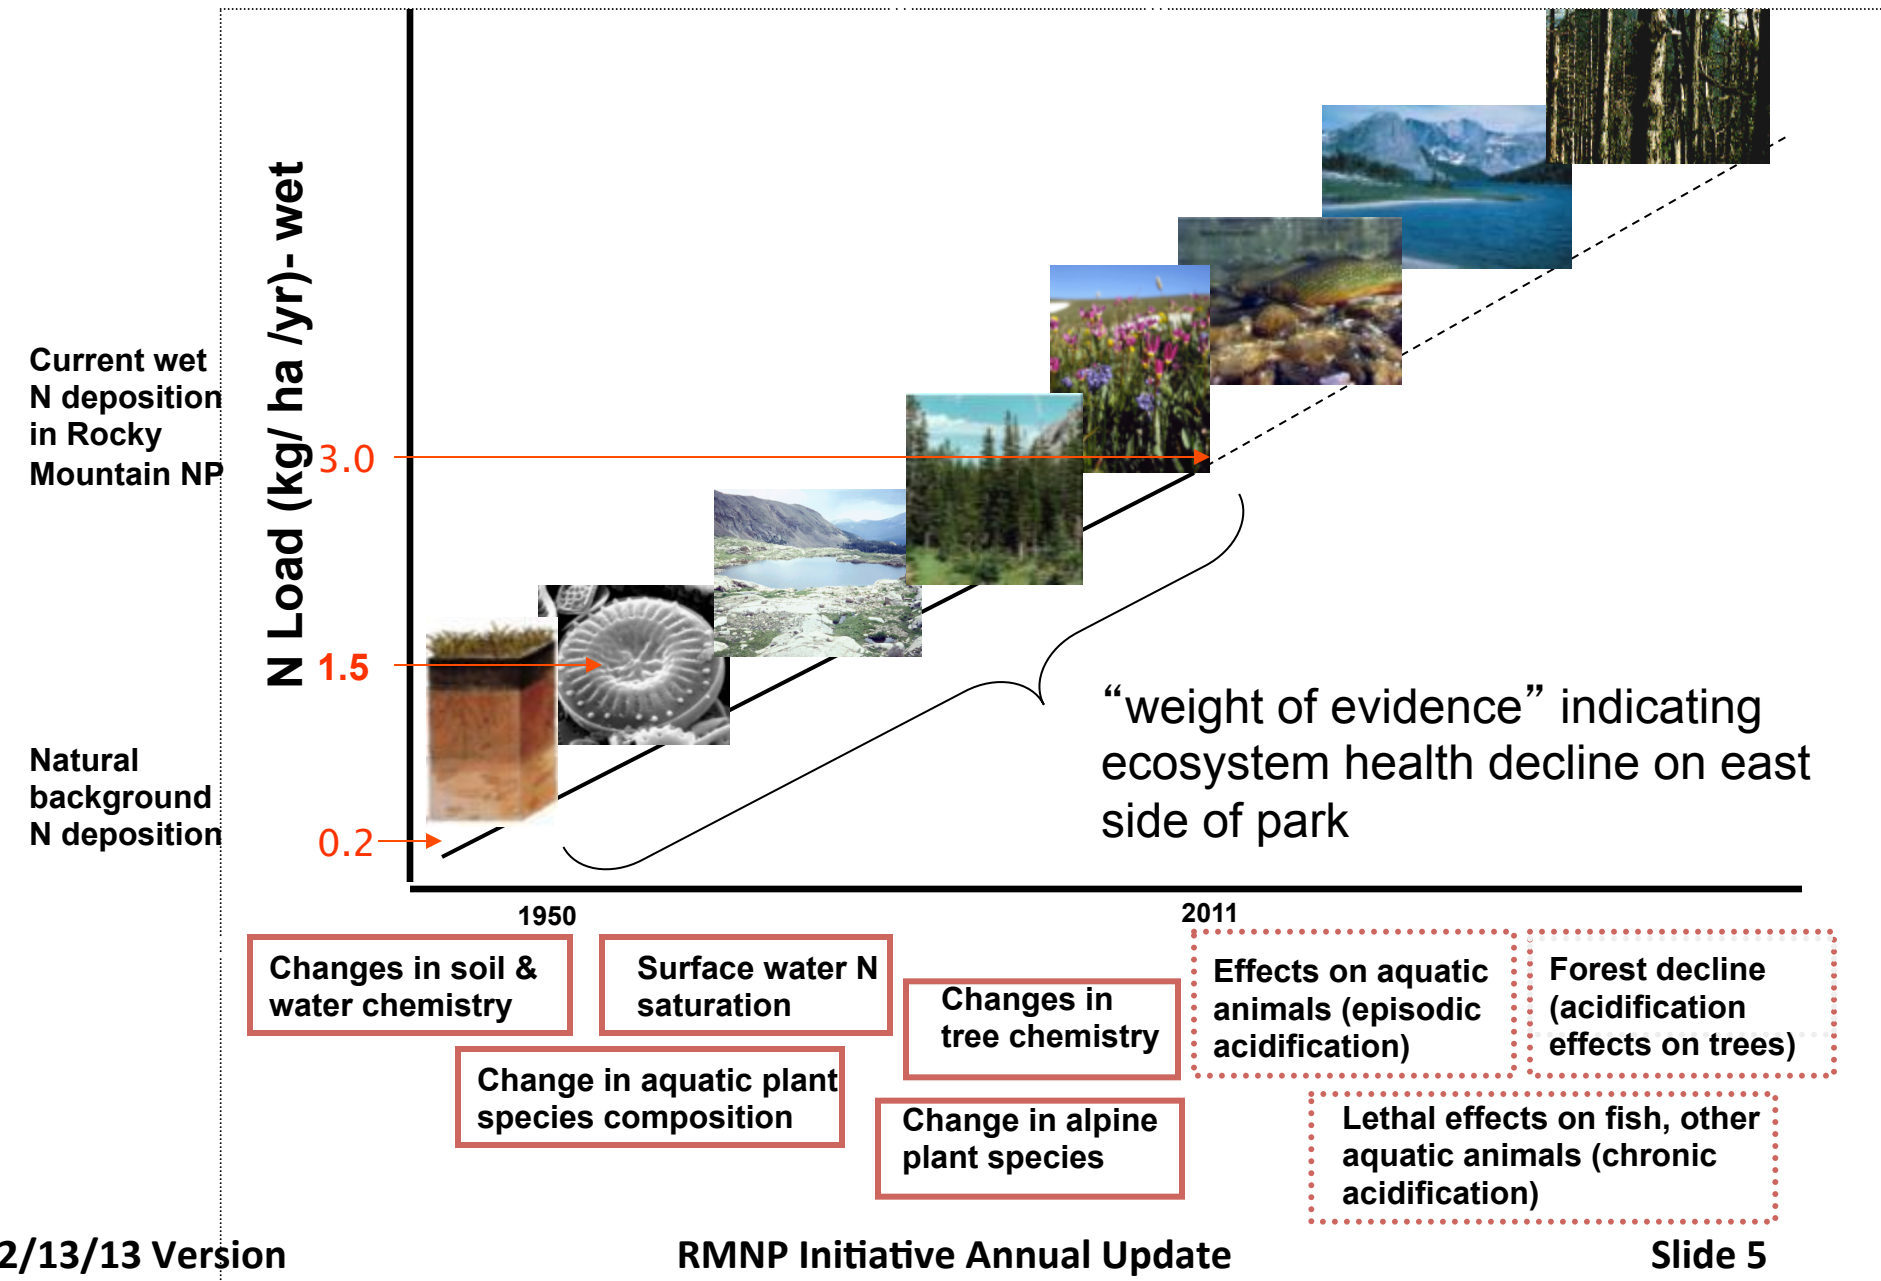 N Load (kg/ ha /yr)- wet
Current wet
N deposition
in Rocky
Mountain NP
3.0
1.5
Natural
background
N deposition
0.2
“weight of evidence” indicating
ecosystem health decline on east
side of park
1950
2011
Changes in soil &
water chemistry
Surface water N
saturation
Change in aquatic plant
species composition
Changes in
tree chemistry
Change in alpine
plant species
Effects on aquatic
animals (episodic
acidification)
Forest decline
(acidification
effects on trees)
Lethal effects on fish, other
aquatic animals (chronic
acidification)
2/13/13 Version
RMNP Initiative Annual Update
Slide 5